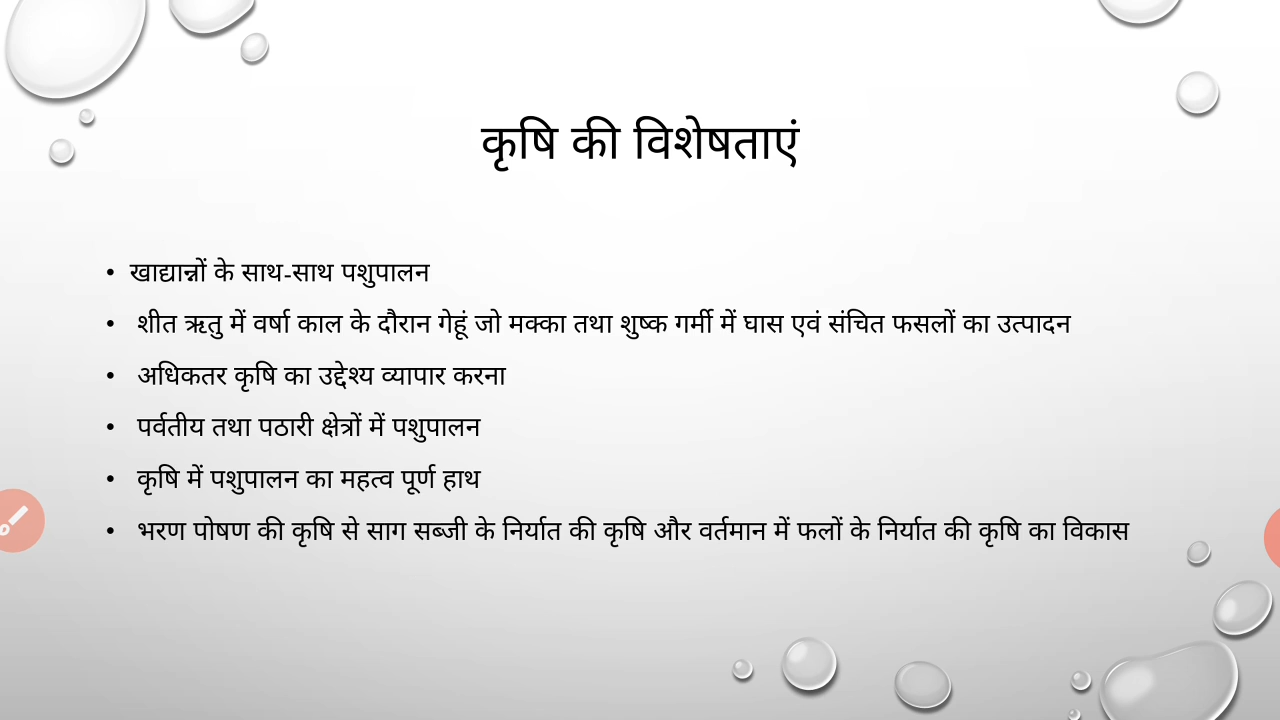 कृषि की विशेषताएं
• खाद्यान्नों के साथ-साथ पशुपालन
• शीत ऋतु में वर्षा काल के दौरान गेहूं जो मक्का तथा शुष्क गर्मी में घास एवं संचित फसलों का उत्पादन
• अधिकतर कृषि का उद्देश्य व्यापार करना
• पर्वतीय तथा पठारी क्षेत्रों में पशुपालन
• कृषि में पशुपालन का महत्व पूर्ण हाथ
• भरण पोषण की कृषि से साग सब्जी के निर्यात की कृषि और वर्तमान में फलों के निर्यात की कृषि का विकास